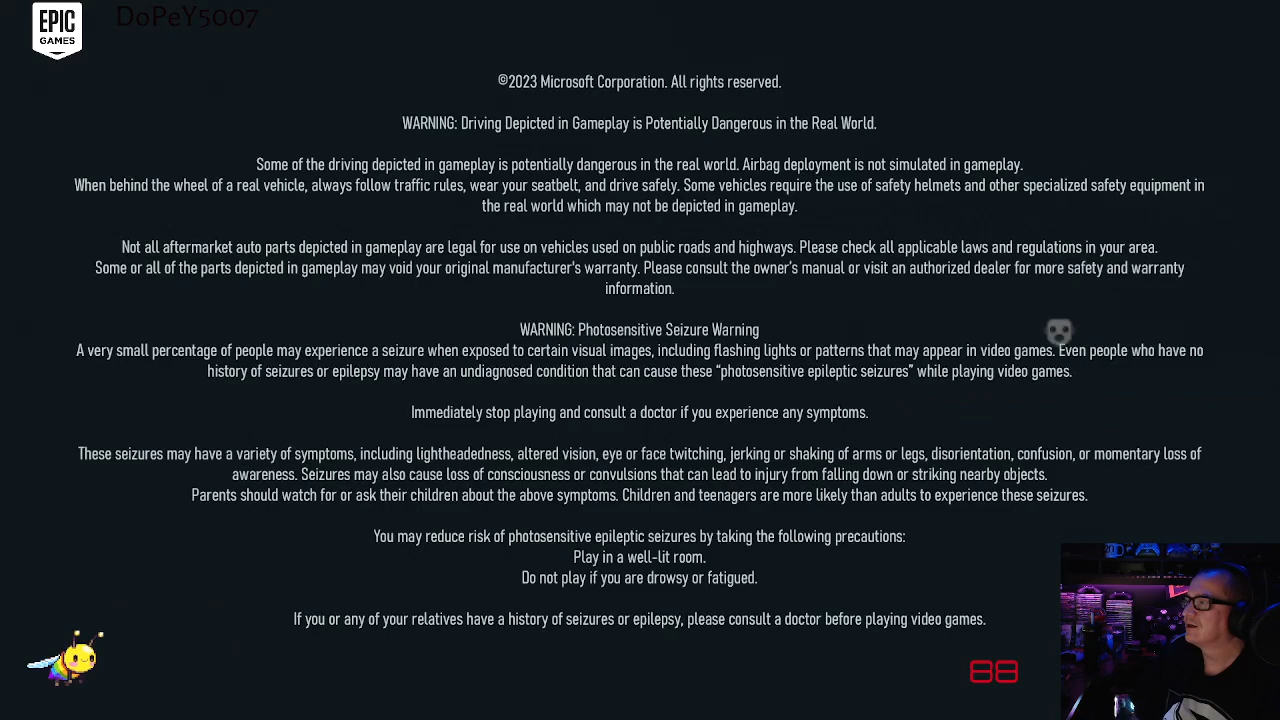 EPIC
GAMES
DoPeY5007
©2023 Microsoft Corporation. All rights reserved.
WARNING: Driving Depicted in Gameplay is Potentially Dangerous in the Real World.
Some of the driving depicted in gameplay is potentially dangerous in the real world. Airbag deployment is not simulated in gameplay.
When behind the wheel of a real vehicle, always follow traffic rules, wear your seatbelt, and drive safely. Some vehicles require the use of safety helmets and other specialized safety equipment in
the real world which may not be depicted in gameplay.
Not all aftermarket auto parts depicted in gameplay are legal for use on vehicles used on public roads and highways. Please check all applicable laws and regulations in your area.
Some or all of the parts depicted in gameplay may void your original manufacturer's warranty. Please consult the owner's manual or visit an authorized dealer for more safety and warranty
information.
WARNING: Photosensitive Seizure Warning
A very small percentage of people may experience a seizure when exposed to certain visual images, including flashing lights or patterns that may appear in video games. Even people who have no
history of seizures or epilepsy may have an undiagnosed condition that can cause these “photosensitive epileptic seizures” while playing video games.
Immediately stop playing and consult a doctor if you experience any symptoms.
These seizures may have a variety of symptoms, including lightheadedness, altered vision, eye or face twitching, jerking or shaking of arms or legs, disorientation, confusion, or momentary loss of
awareness. Seizures may also cause loss of consciousness or convulsions that can lead to injury from falling down or striking nearby objects.
Parents should watch for or ask their children about the above symptoms. Children and teenagers are more likely than adults to experience these seizures.
You may reduce risk of photosensitive epileptic seizures by taking the following precautions:
Play in a well-lit room.
Do not play if you are drowsy or fatigued.
If you or any of your relatives have a history of seizures or epilepsy, please consult a doctor before playing video games.
88